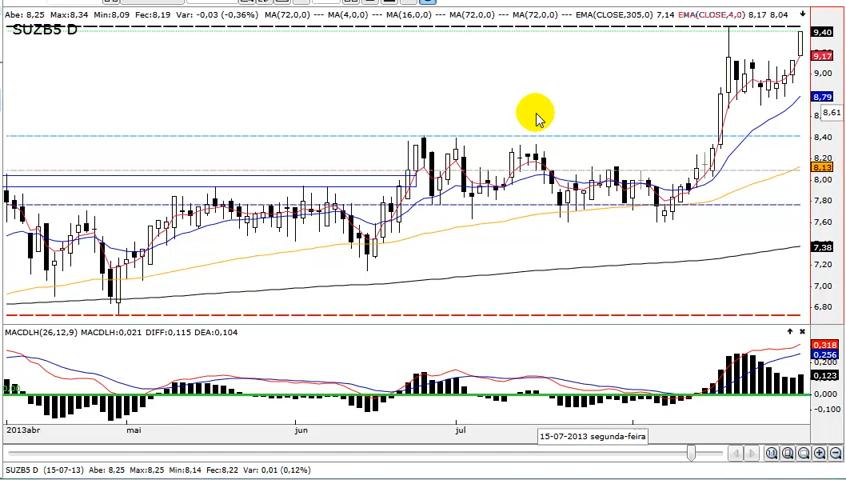 Abe: 8,25 Max:8,34 Min:8,09 Fec:8,19 Var: -0,03 (-0,36%) MA(72,0,0) --- MA(4,0,0) --- MA(16,0,0) --- MA(72,0,0) --- MA(72,0,0) --- EMA(CLOSE,305,0) 7,14 EMA(CLOSE,4,0) 8,17 8,04
SUZB5 D
9,40
9,17
9,00
8,79
8,61
8,40
8,20
8,13
8,00
7,80
7,60
7,38
7,20
7,00
6,80
MACDLH(26,12,9) MACDLH:0,021 DIFF:0,115 DEA:0,104
0,318
0,256
0,123
0,000
-0,100
2013abr
mai
jun
jul
15-07-2013 segunda-feira
SUZB5 D (15-07-13) Abe: 8,25 Max: 8,25 Min: 8,14 Fec: 8,22 Var: 0,01 (0,12%)